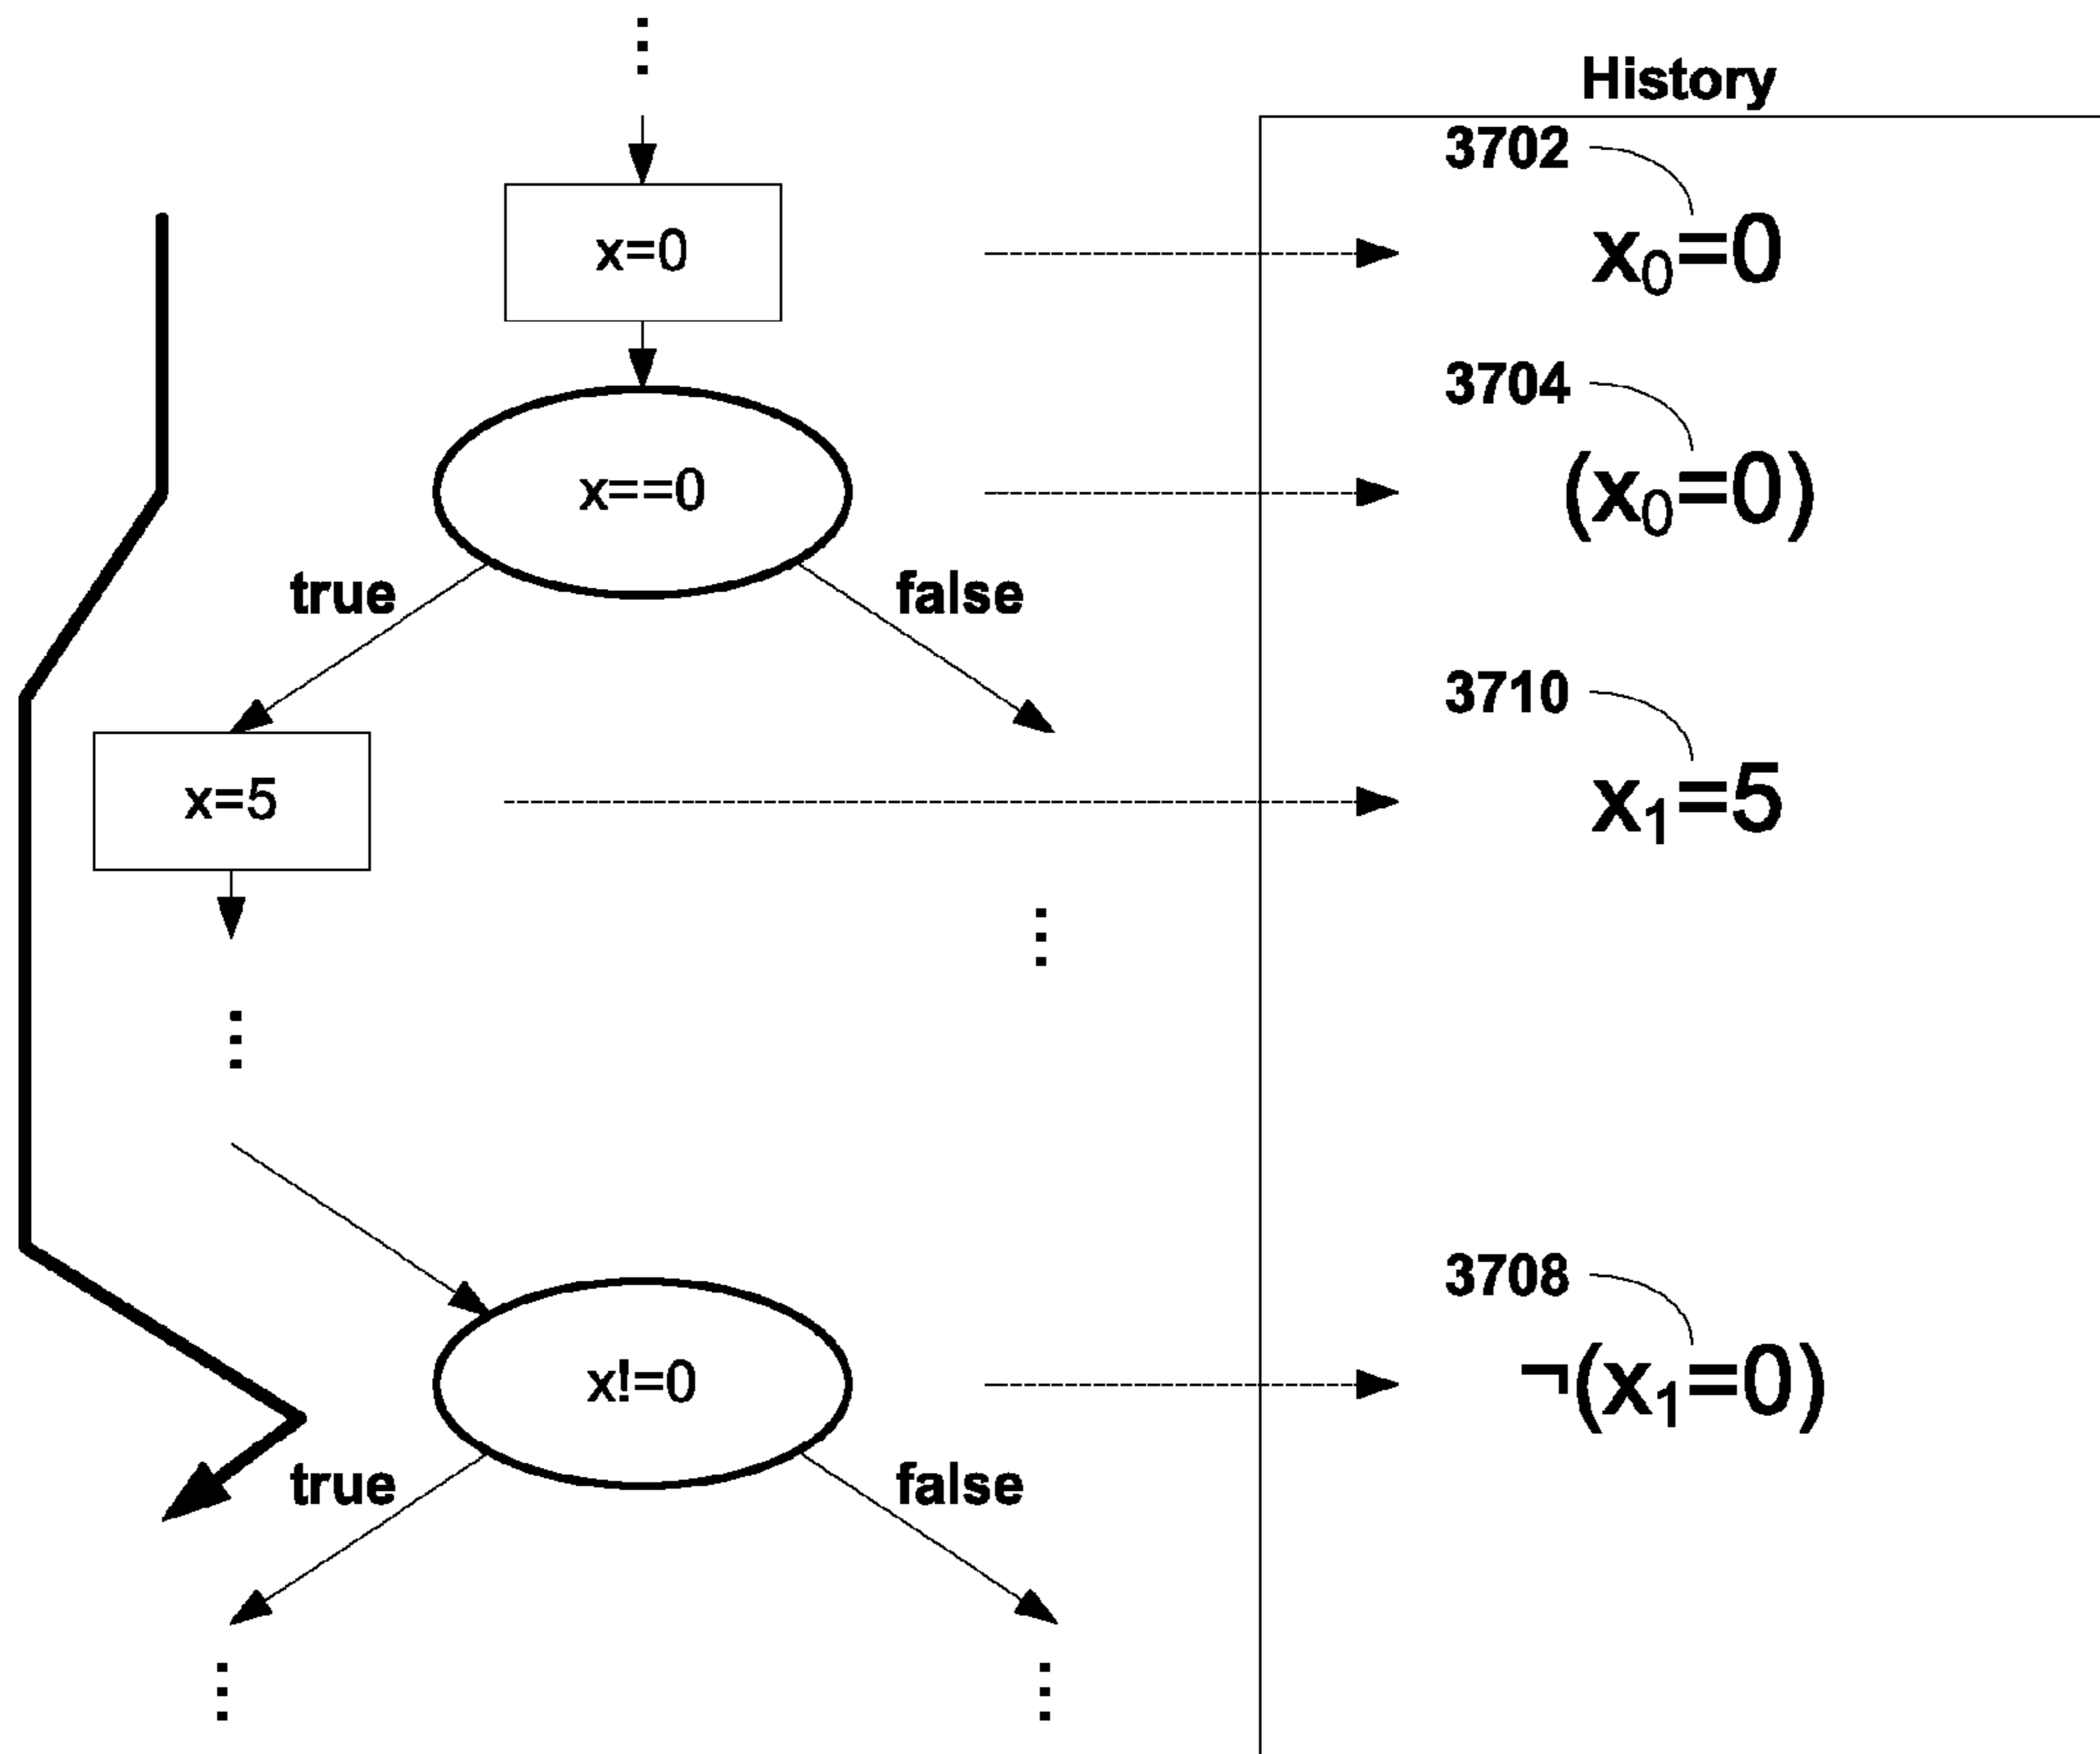 History
3702
x=0
x₀=0
3704
x==0
(x₀=0)
true
false
3710
x=5
x₁=5
3708
x!=0
¬(x₁=0)
true
false